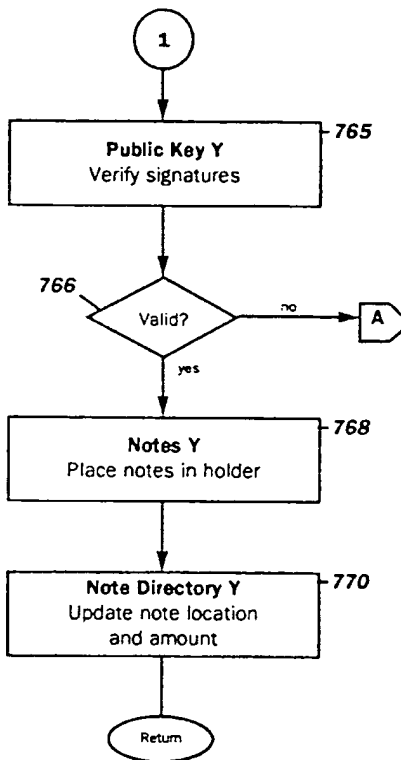 1
765
Public Key Y
Verify signatures
766
Valid?
no
A
yes
768
Notes Y
Place notes in holder
770
Note Directory Y
Update note location
and amount
Return